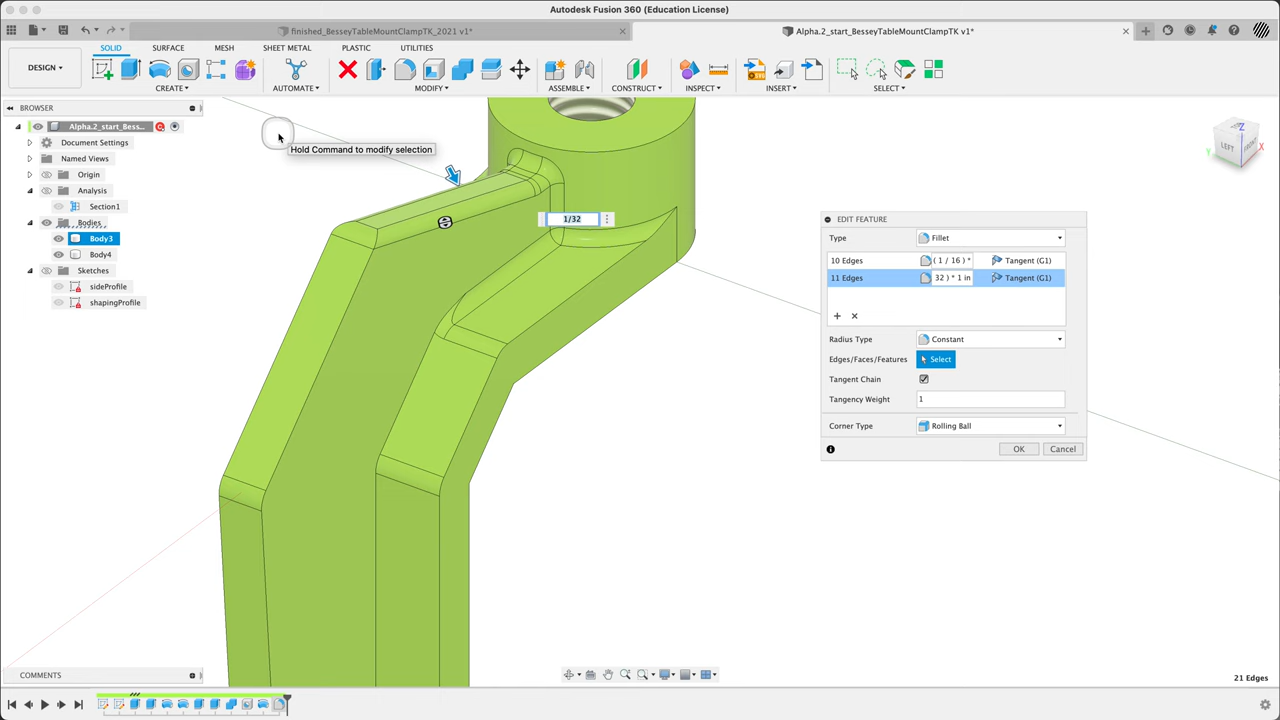 Autodesk Fusion 360 (Education License)
finished_BesseyTableMountClampTK_2021 v1*
Alpha.2_start_BesseyTableMountClampTK v1*
SOLID
SURFACE
MESH
SHEET METAL
PLASTIC
UTILITIES
DESIGN
CREATE
AUTOMATE
MODIFY
ASSEMBLE
CONSTRUCT
INSPECT
INSERT
SELECT
BROWSER
Alpha.2_start_Bess...
Document Settings
Named Views
Origin
Analysis
Section1
Bodies
Body3
Body4
Sketches
sideProfile
shapingProfile
Hold Command to modify selection
1/32
Z
FRONT
X
Y
EDIT FEATURE
Type
Fillet
10 Edges
( 1 / 16 ) *
Tangent (G1)
11 Edges
32 ) * 1 in
Tangent (G1)
Radius Type
Constant
Edges/Faces/Features
Select
Tangent Chain
Tangency Weight
1
Corner Type
Rolling Ball
OK
Cancel
COMMENTS
21 Edges